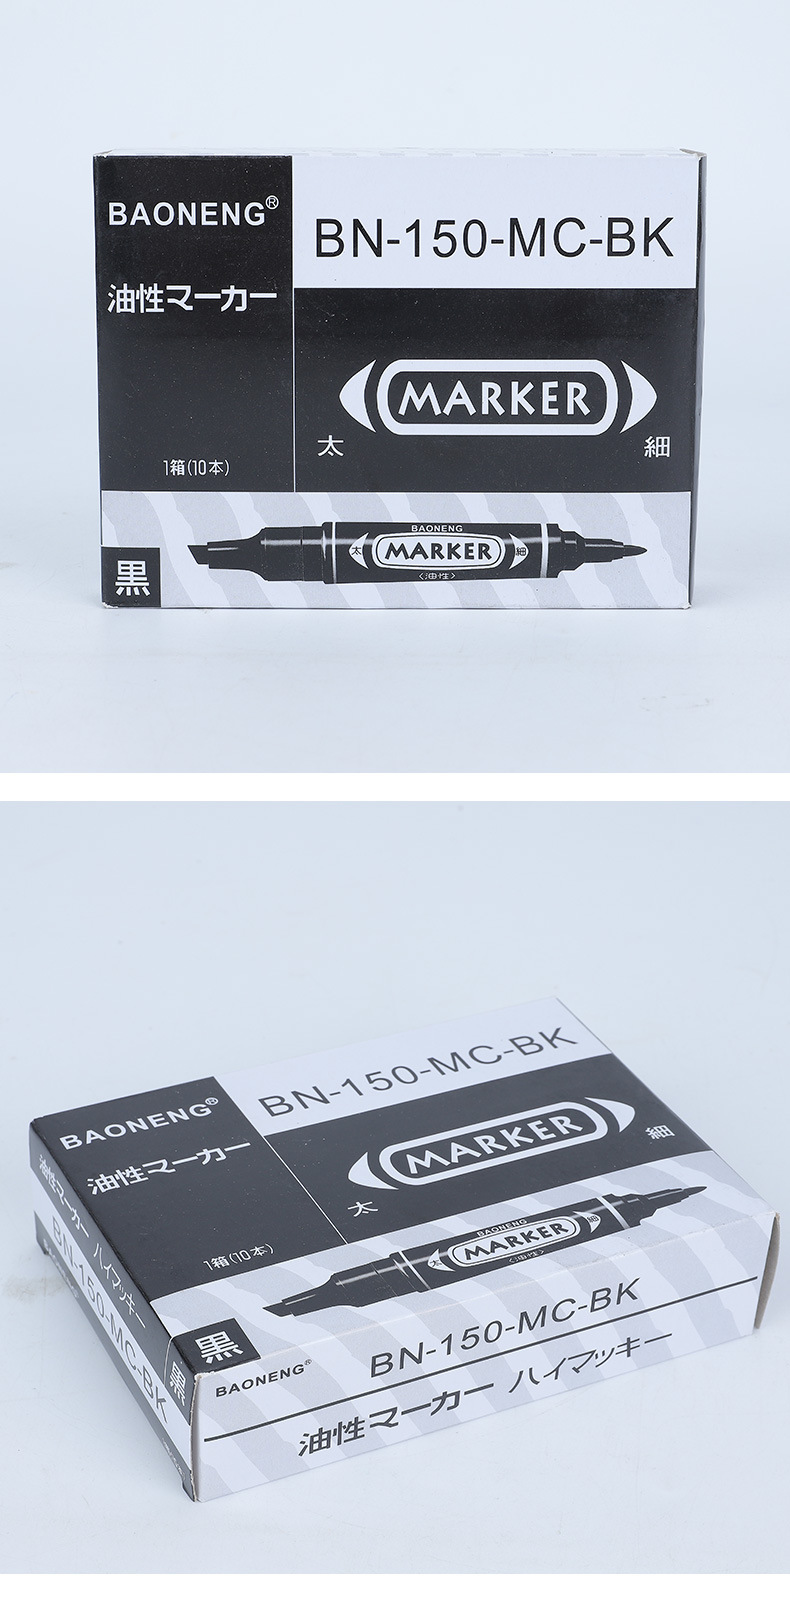 BAONENG®
油性マーカー
1箱(10本)
BN-150-MC-BK
MARKER
太
細
黒
BAONENG
太
MARKER
細
〈油性〉
BAONENG®
油性マーカー
1箱(10本)
BN-150-MC-BK
MARKER
太
細
黒
BAONENG
太
MARKER
細
〈油性〉
油性マーカー ハイマッキー
BN-150-MC-BK
BAONENG
黒
BAONENG®
BN-150-MC-BK
油性マーカー ハイマッキー